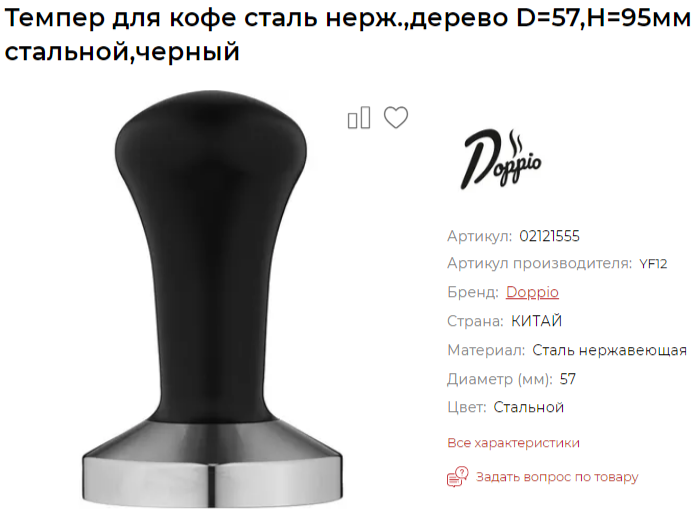 Темпер для кофе сталь нерж.,дерево D=57,H=95мм
стальной,черный
Doppio
Артикул: 02121555
Артикул производителя: YF12
Бренд: Doppio
Страна: КИТАЙ
Материал: Сталь нержавеющая
Диаметр (мм): 57
Цвет: Стальной
Все характеристики
Задать вопрос по товару